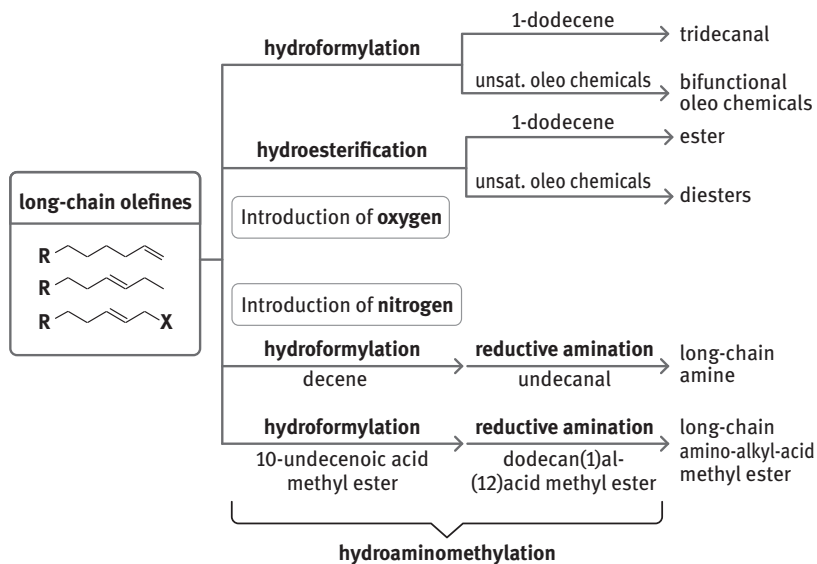 long-chain olefines
R
R
R X
hydroformylation
1-dodecene
tridecanal
unsat. oleo chemicals
bifunctional
oleo chemicals
hydroesterification
1-dodecene
ester
unsat. oleo chemicals
diesters
Introduction of oxygen
Introduction of nitrogen
hydroformylation
decene
reductive amination
undecanal
long-chain
amine
hydroformylation
10-undecenoic acid
methyl ester
reductive amination
dodecan(1)al-
(12)acid methyl ester
long-chain
amino-alkyl-acid
methyl ester
hydroaminomethylation